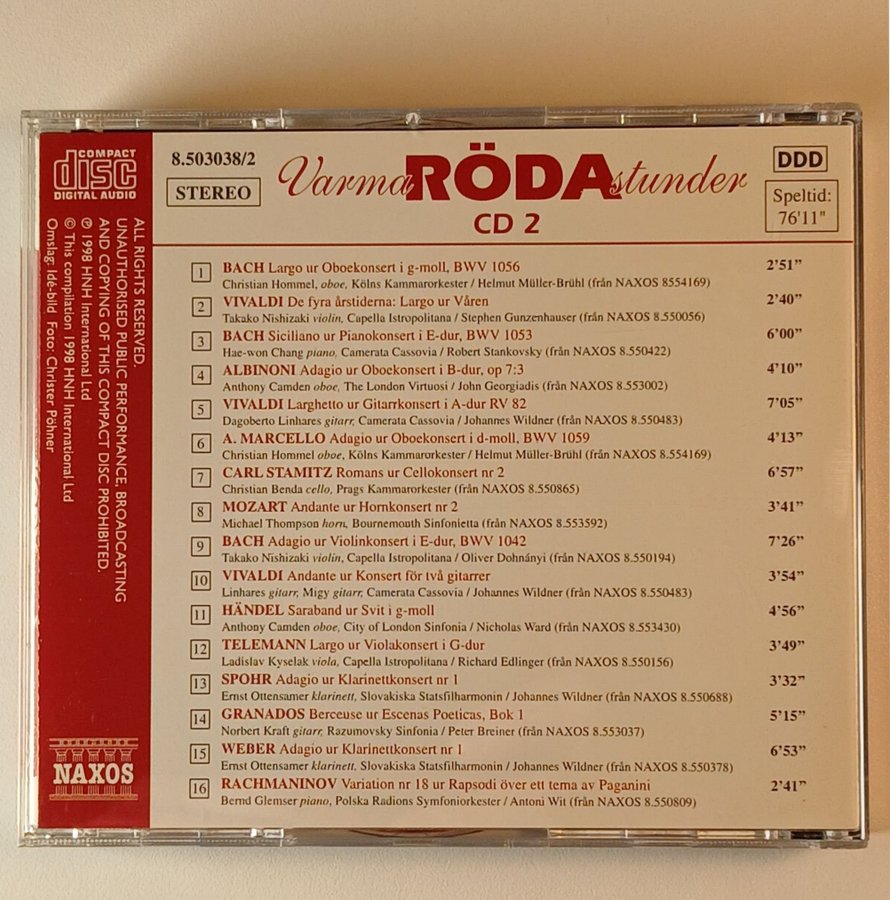 COMPACT
disc
DIGITAL AUDIO
8.503038/2
STEREO
Varma RÖDA stunder
CD 2
DDD
Speltid:
76'11"
1 BACH Largo ur Oboekonsert i g-moll, BWV 1056 2’51”
Christian Hommel, oboe, Kölns Kammarorkester / Helmut Müller-Brühl (från NAXOS 8554169)
2 VIVALDI De fyra årstiderna: Largo ur Våren 2’40”
Takako Nishizaki violin, Capella Istropolitana / Stephen Gunzenhauser (från NAXOS 8.550056)
3 BACH Siciliano ur Pianokonsert i E-dur, BWV 1053 6’00”
Hae-won Chang piano, Camerata Cassovia / Robert Stankovsky (från NAXOS 8.550422)
4 ALBINONI Adagio ur Oboekonsert i B-dur, op 7:3 4’10”
Anthony Camden oboe, The London Virtuosi / John Georgiadis (från NAXOS 8.553002)
5 VIVALDI Larghetto ur Gitarrkonsert i A-dur RV 82 7’05”
Dagoberto Linhares gitarr, Camerata Cassovia / Johannes Wildner (från NAXOS 8.550483)
6 A. MARCELLO Adagio ur Oboekonsert i d-moll, BWV 1059 4’13”
Christian Hommel oboe, Kölns Kammarorkester / Helmut Müller-Brühl (från NAXOS 8.554169)
7 CARL STAMITZ Romans ur Cellokonsert nr 2 6’57”
Christian Benda cello, Prags Kammarorkester (från NAXOS 8.550865)
8 MOZART Andante ur Hornkonsert nr 2 3’41”
Michael Thompson horn, Bournemouth Sinfonietta (från NAXOS 8.553592)
9 BACH Adagio ur Violinkonsert i E-dur, BWV 1042 7’26”
Takako Nishizaki violin, Capella Istropolitana / Oliver Dohnányi (från NAXOS 8.550194)
10 VIVALDI Andante ur Konsert för två gitarrer 3’54”
Linhares gitarr, Migy gitarr, Camerata Cassovia / Johannes Wildner (från NAXOS 8.550483)
11 HÄNDEL Saraband ur Svit i g-moll 4’56”
Anthony Camden oboe, City of London Sinfonia / Nicholas Ward (från NAXOS 8.553430)
12 TELEMANN Largo ur Violakonsert i G-dur 3’49”
Ladislav Kyselak viola, Capella Istropolitana / Richard Edlinger (från NAXOS 8.550156)
13 SPOHR Adagio ur Klarinettkonsert nr 1 3’32”
Ernst Ottensamer klarinett, Slovakiska Statsfilharmonin / Johannes Wildner (från NAXOS 8.550688)
14 GRANADOS Berceuse ur Escenas Poeticas, Bok 1 5’15”
Norbert Kraft gitarr, Razumovsky Sinfonia / Peter Breiner (från NAXOS 8.553037)
15 WEBER Adagio ur Klarinettkonsert nr 1 6’53”
Ernst Ottensamer klarinett, Slovakiska Statsfilharmonin / Johannes Wildner (från NAXOS 8.550378)
16 RACHMANINOV Variation nr 18 ur Rapsodi över ett tema av Paganini 2’41”
Bernd Glemser piano, Polska Radions Symfoniorkester / Antoni Wit (från NAXOS 8.550809)
ALL RIGHTS RESERVED.
UNAUTHORISED PUBLIC PERFORMANCE, BROADCASTING
AND COPYING OF THIS COMPACT DISC PROHIBITED.
℗ 1998 HNH International Ltd
© This compilation 1998 HNH International Ltd
Omslag: Idé-bild Foto: Christer Pöhner
NAXOS